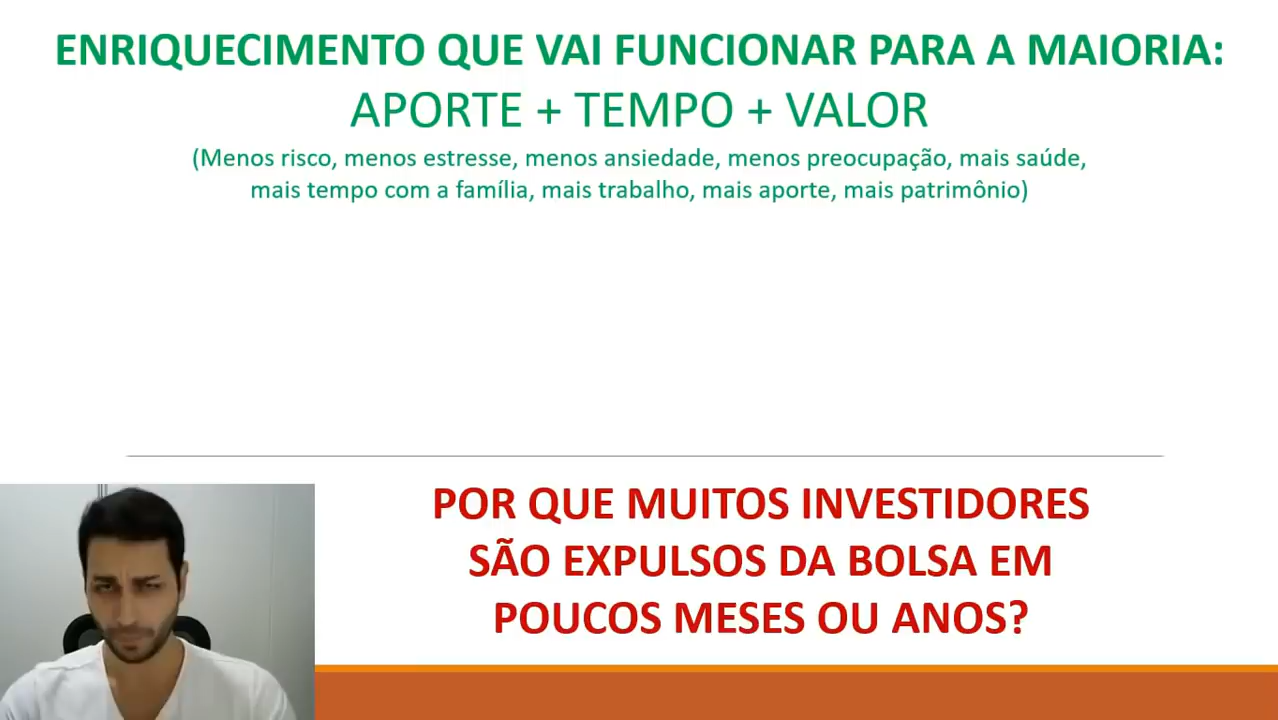 ENRIQUECIMENTO QUE VAI FUNCIONAR PARA A MAIORIA:
APORTE + TEMPO + VALOR
(Menos risco, menos estresse, menos ansiedade, menos preocupação, mais saúde,
mais tempo com a família, mais trabalho, mais aporte, mais patrimônio)
POR QUE MUITOS INVESTIDORES
SÃO EXPULSOS DA BOLSA EM
POUCOS MESES OU ANOS?